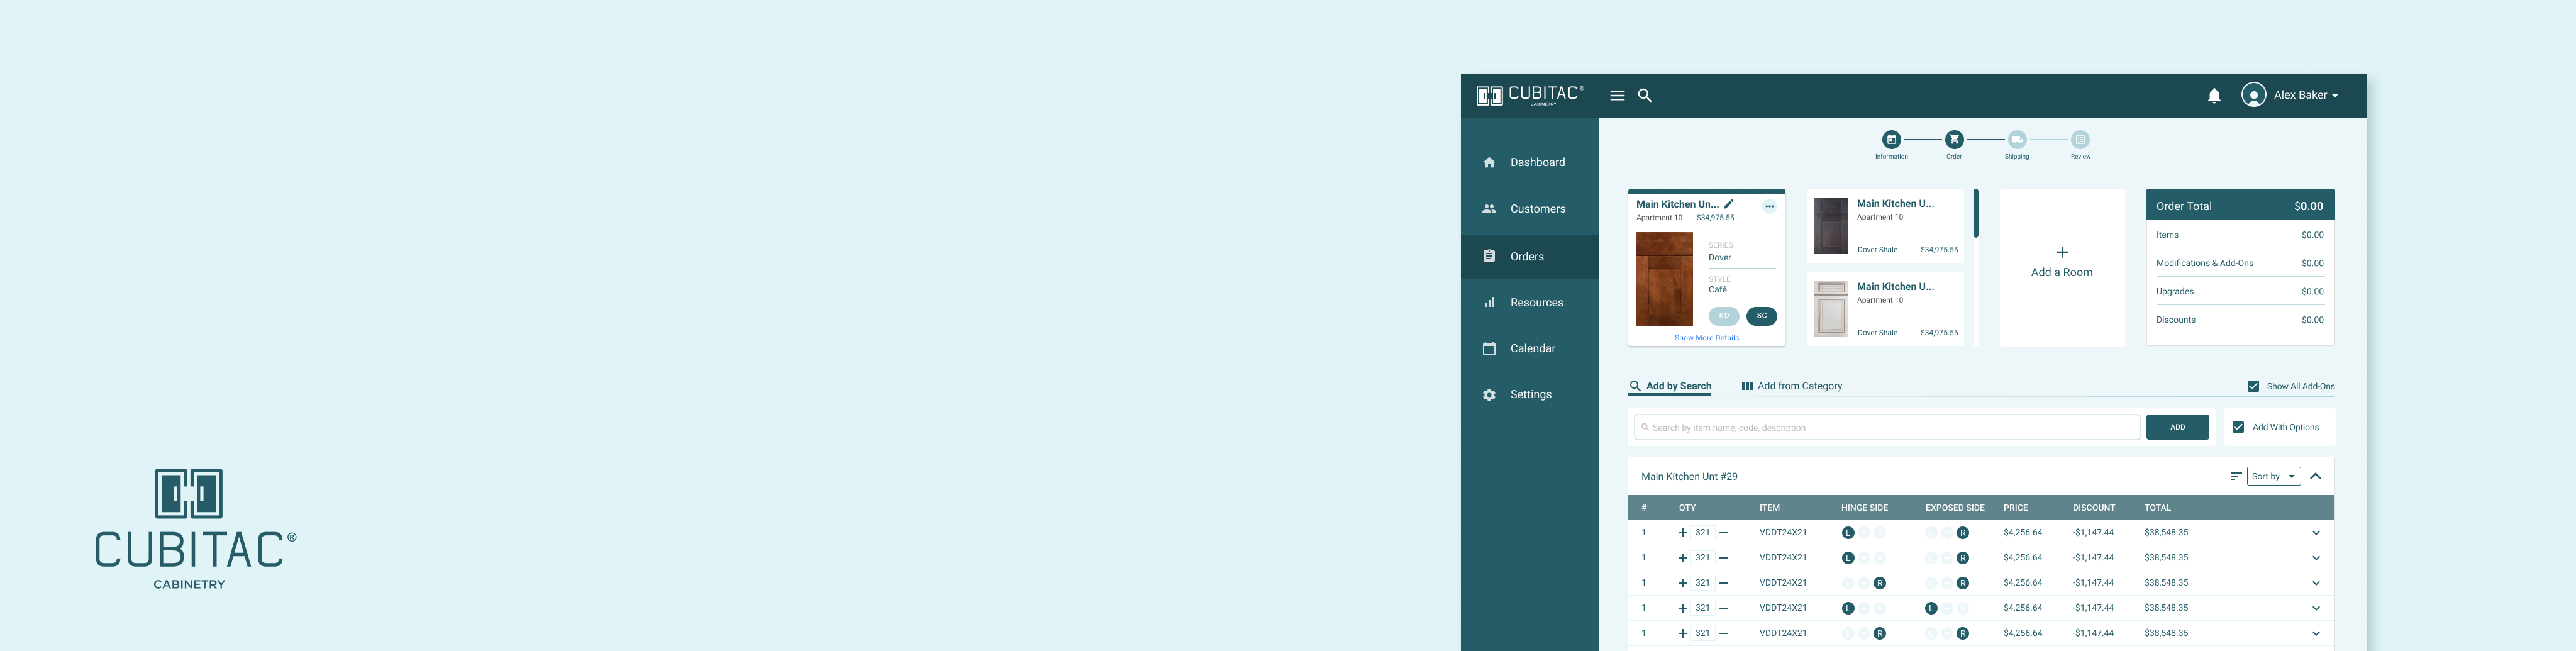 CUBITAC®
CABINETRY
CUBITAC®
CABINETRY
Alex Baker
Dashboard
Customers
Orders
Resources
Calendar
Settings
Information
Order
Shipping
Review
Main Kitchen Un...
Apartment 10 $34,975.55
SERIES
Dover
STYLE
Café
KD SC
Show More Details
Main Kitchen U...
Apartment 10
Dover Shale $34,975.55
Main Kitchen U...
Apartment 10
Dover Shale $34,975.55
+
Add a Room
Order Total $0.00
Items $0.00
Modifications & Add-Ons $0.00
Upgrades $0.00
Discounts $0.00
Add by Search Add from Category Show All Add-Ons
Search by item name, code, description ADD Add With Options
Main Kitchen Unt #29 Sort by
# QTY ITEM HINGE SIDE EXPOSED SIDE PRICE DISCOUNT TOTAL
1 + 321 − VDDT24X21 L R $4,256.64 -$1,147.44 $38,548.35
1 + 321 − VDDT24X21 L R $4,256.64 -$1,147.44 $38,548.35
1 + 321 − VDDT24X21 R R $4,256.64 -$1,147.44 $38,548.35
1 + 321 − VDDT24X21 L L $4,256.64 -$1,147.44 $38,548.35
1 + 321 − VDDT24X21 R R $4,256.64 -$1,147.44 $38,548.35